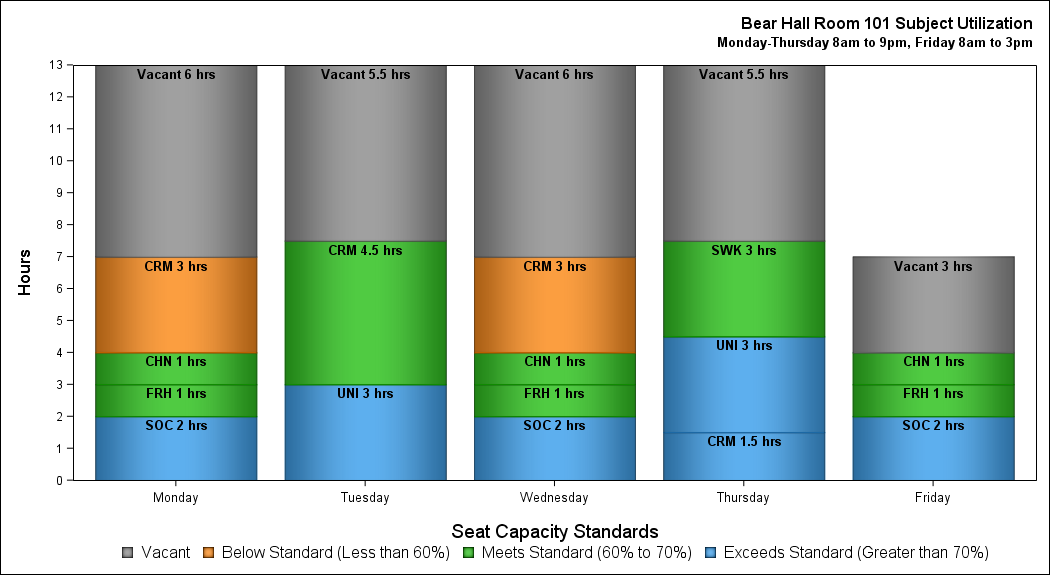 Bear Hall Room 101 Subject Utilization
Monday-Thursday 8am to 9pm, Friday 8am to 3pm
13
12
11
10
9
8
7
6
5
4
3
2
1
0
Hours
Vacant 6 hrs
CRM 3 hrs
CHN 1 hrs
FRH 1 hrs
SOC 2 hrs
Vacant 5.5 hrs
CRM 4.5 hrs
UNI 3 hrs
Vacant 6 hrs
CRM 3 hrs
CHN 1 hrs
FRH 1 hrs
SOC 2 hrs
Vacant 5.5 hrs
SWK 3 hrs
UNI 3 hrs
CRM 1.5 hrs
Vacant 3 hrs
CHN 1 hrs
FRH 1 hrs
SOC 2 hrs
Monday Tuesday Wednesday Thursday Friday
Seat Capacity Standards
Vacant Below Standard (Less than 60%) Meets Standard (60% to 70%) Exceeds Standard (Greater than 70%)